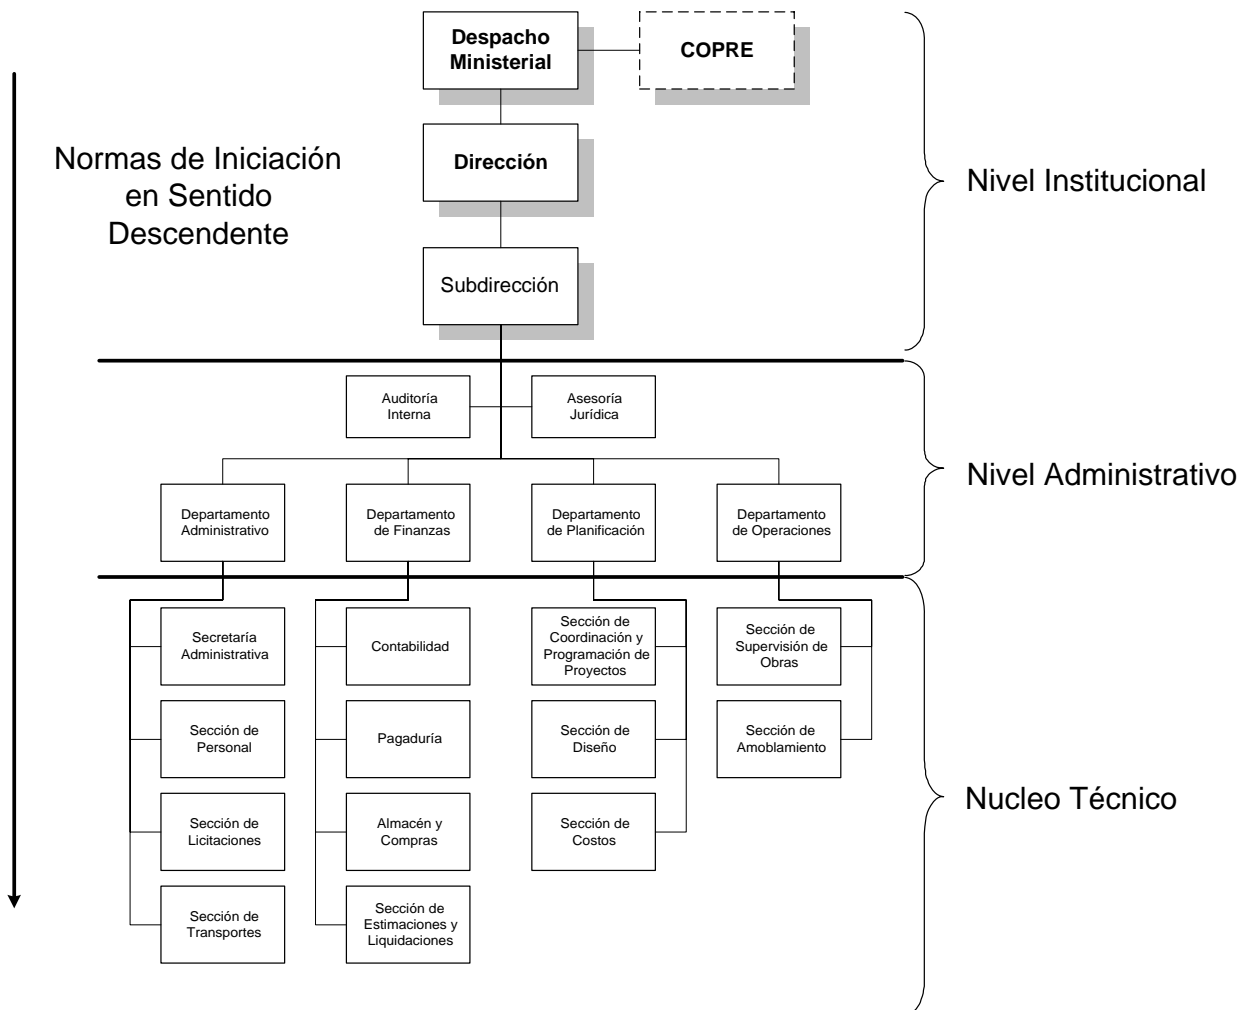 Despacho
Ministerial
COPRE
Normas de Iniciación
en Sentido
Descendente
Dirección
Nivel Institucional
Subdirección
Auditoría
Interna
Asesoría
Jurídica
Nivel Administrativo
Departamento
Administrativo
Departamento
de Finanzas
Departamento
de Planificación
Departamento
de Operaciones
Secretaría
Administrativa
Contabilidad
Sección de
Coordinación y
Programación de
Proyectos
Sección de
Supervisión de
Obras
Sección de
Personal
Pagaduría
Sección de
Diseño
Sección de
Amoblamiento
Nucleo Técnico
Sección de
Licitaciones
Almacén y
Compras
Sección de
Costos
Sección de
Transportes
Sección de
Estimaciones y
Liquidaciones